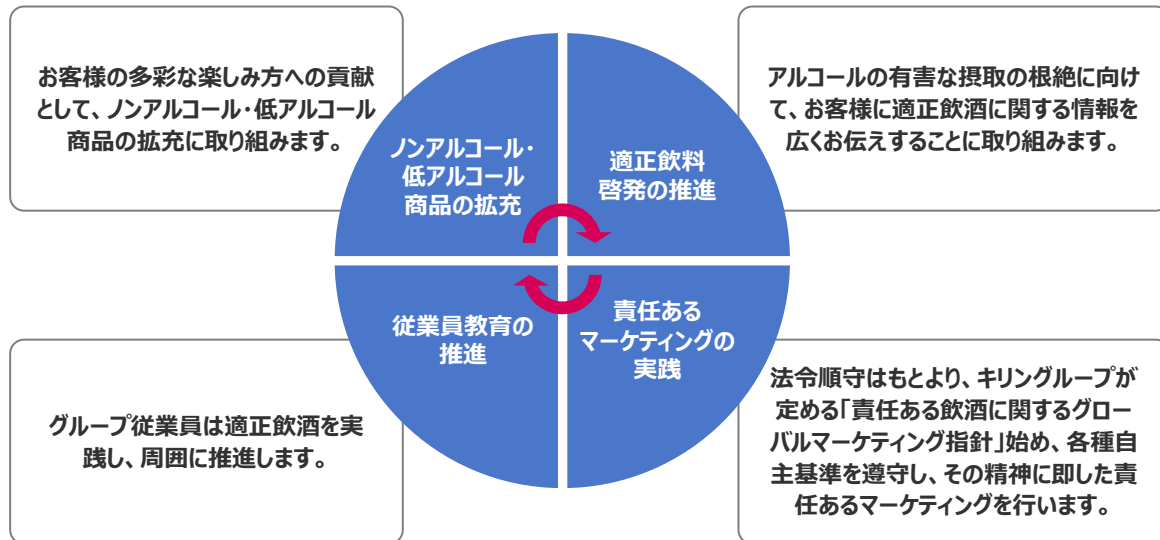 お客様の多彩な楽しみ方への貢献
として、ノンアルコール・低アルコール
商品の拡充に取り組みます。
ノンアルコール・
低アルコール
商品の拡充
適正飲料
啓発の推進
アルコールの有害な摂取の根絶に向け
て、お客様に適正飲酒に関する情報を
広くお伝えすることに取り組みます。
グループ従業員は適正飲酒を実
践し、周囲に推進します。
従業員教育の
推進
責任ある
マーケティングの
実践
法令順守はもとより、キリングループが
定める「責任ある飲酒に関するグロー
バルマーケティング指針」始め、各種自
主基準を遵守し、その精神に即した責
任あるマーケティングを行います。